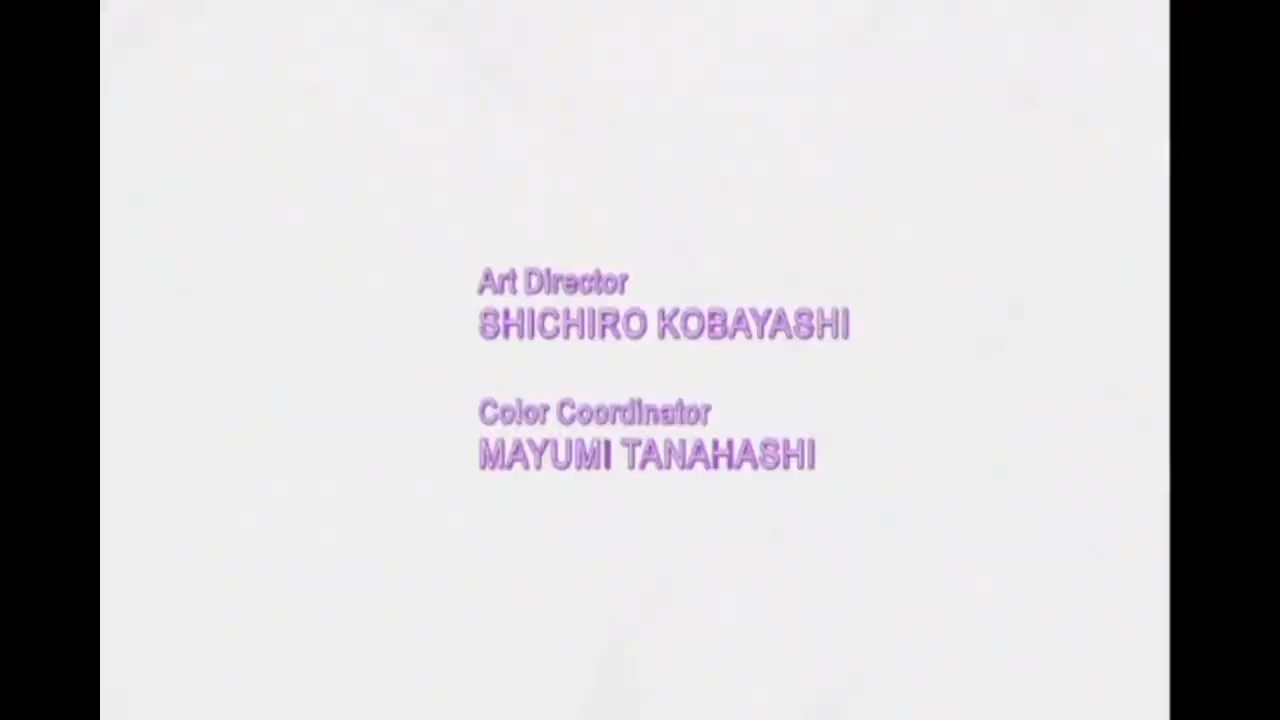 Art Director
SHICHIRO KOBAYASHI
Color Coordinator
MAYUMI TANAHASHI